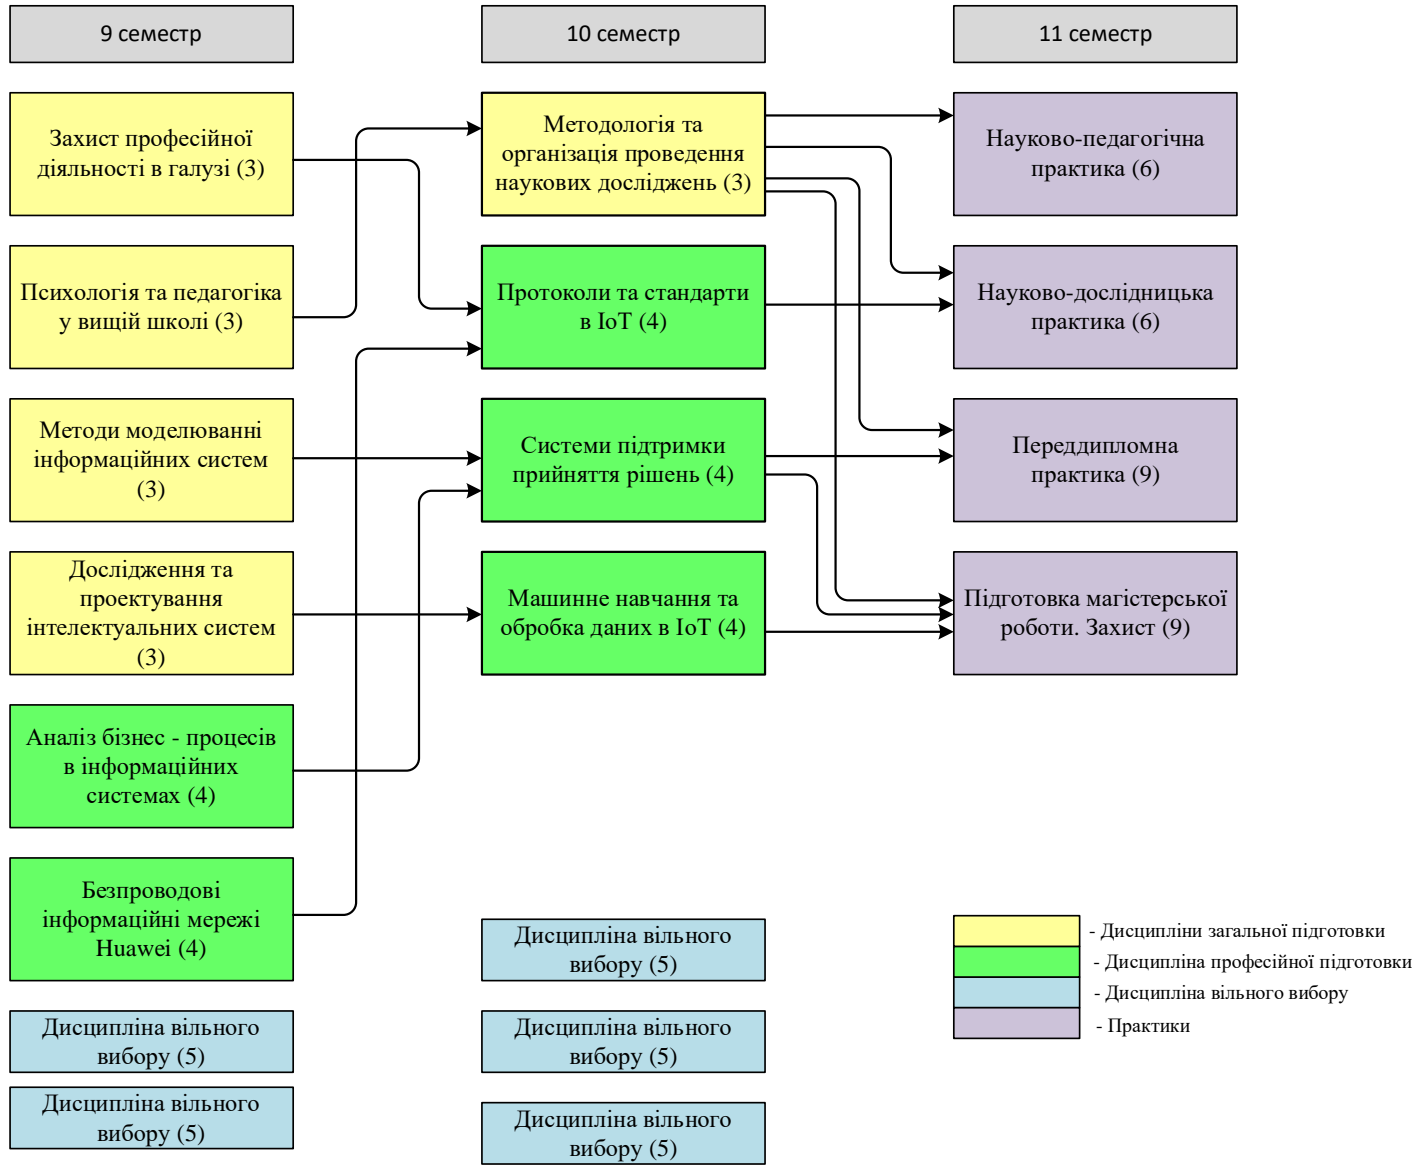 9 семестр
10 семестр
11 семестр
Захист професійної
діяльності в галузі (3)
Методологія та
організація проведення
наукових досліджень (3)
Науково-педагогічна
практика (6)
Психологія та педагогіка
у вищій школі (3)
Протоколи та стандарти
в IoT (4)
Науково-дослідницька
практика (6)
Методи моделюванні
інформаційних систем
(3)
Системи підтримки
прийняття рішень (4)
Переддипломна
практика (9)
Дослідження та
проектування
інтелектуальних систем
(3)
Машинне навчання та
обробка даних в IoT (4)
Підготовка магістерської
роботи. Захист (9)
Аналіз бізнес - процесів
в інформаційних
системах (4)
Безпроводові
інформаційні мережі
Huawei (4)
Дисципліна вільного
вибору (5)
Дисципліна вільного
вибору (5)
Дисципліна вільного
вибору (5)
Дисципліна вільного
вибору (5)
Дисципліна вільного
вибору (5)
- Дисципліни загальної підготовки
- Дисципліна професійної підготовки
- Дисципліна вільного вибору
- Практики